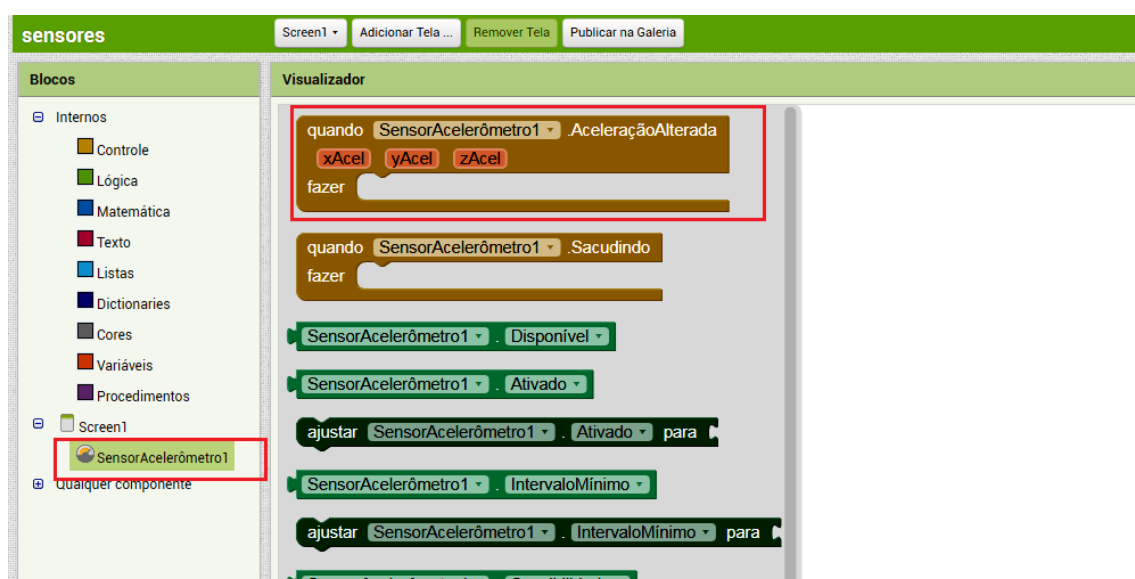 sensores
Screen1
Adicionar Tela ...
Remover Tela
Publicar na Galeria
Blocos
Visualizador
Internos
Controle
Lógica
Matemática
Texto
Listas
Dictionaries
Cores
Variáveis
Procedimentos
Screen1
SensorAcelerômetro1
Qualquer componente
quando SensorAcelerômetro1 .AceleraçãoAlterada
xAcel yAcel zAcel
fazer
quando SensorAcelerômetro1 .Sacudindo
fazer
SensorAcelerômetro1 . Disponível
SensorAcelerômetro1 . Ativado
ajustar SensorAcelerômetro1 . Ativado para
SensorAcelerômetro1 . IntervaloMínimo
ajustar SensorAcelerômetro1 . IntervaloMínimo para